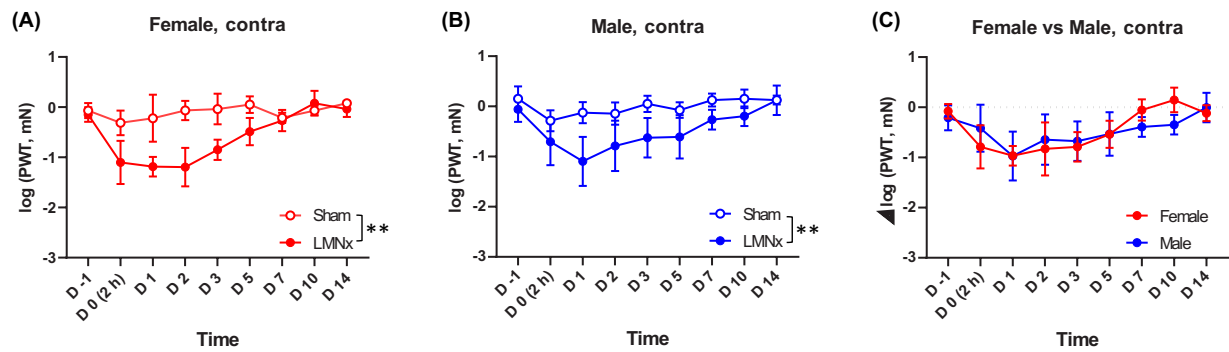 (A)
Female, contra
log (PWT, mN)
1
0
-1
-2
-3
Sham
LMNx
**
D -1
D 0 (2 h)
D 1
D 2
D 3
D 5
D 7
D 10
D 14
Time
(B)
Male, contra
log (PWT, mN)
1
0
-1
-2
-3
Sham
LMNx
**
D -1
D 0 (2 h)
D 1
D 2
D 3
D 5
D 7
D 10
D 14
Time
(C)
Female vs Male, contra
log (PWT, mN)
1
0
-1
-2
-3
Female
Male
D -1
D 0 (2 h)
D 1
D 2
D 3
D 5
D 7
D 10
D 14
Time